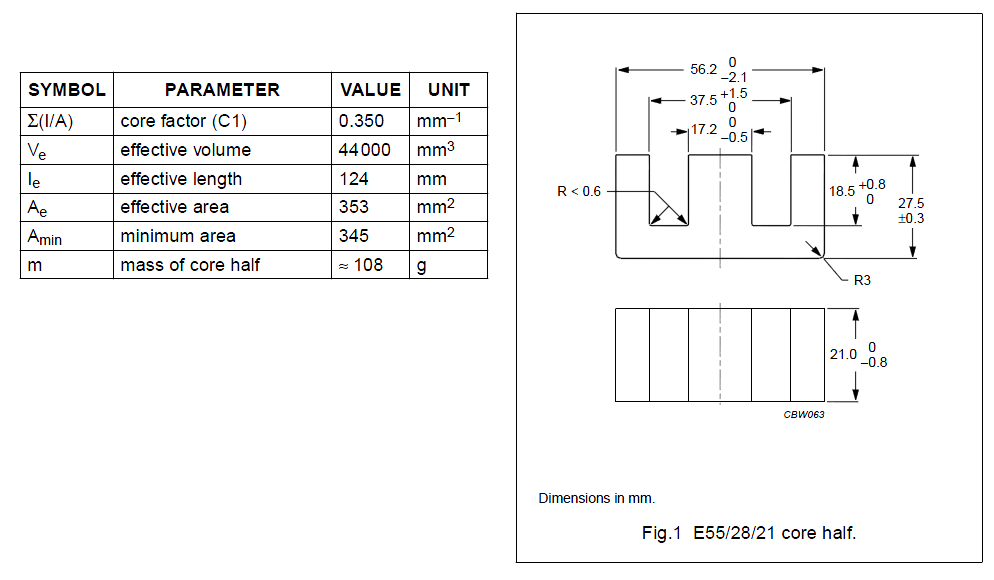 SYMBOL PARAMETER VALUE UNIT
Σ(I/A) core factor (C1) 0.350 mm⁻¹
Vₑ effective volume 44000 mm³
Iₑ effective length 124 mm
Aₑ effective area 353 mm²
Aₘᵢₙ minimum area 345 mm²
m mass of core half ≈ 108 g
56.2 0 −2.1
37.5 +1.5 0
17.2 0 −0.5
R < 0.6
18.5 +0.8 0
27.5 ±0.3
R3
21.0 0 −0.8
CBW063
Dimensions in mm.
Fig.1 E55/28/21 core half.